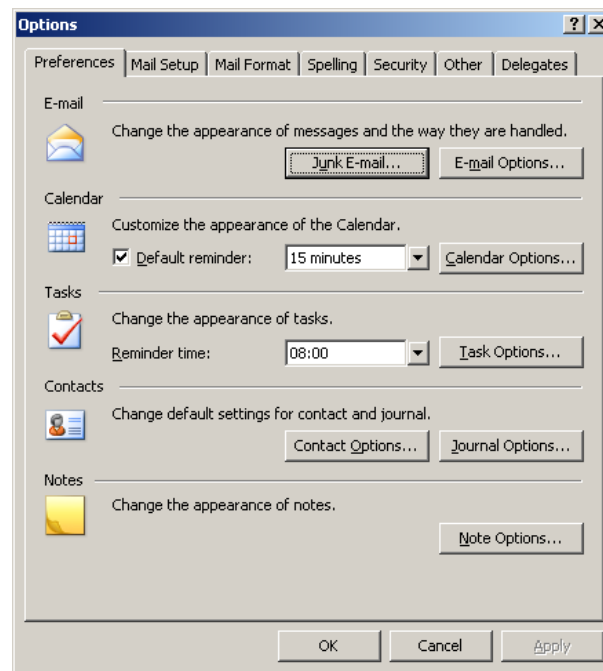 Options
Preferences Mail Setup Mail Format Spelling Security Other Delegates
E-mail
Change the appearance of messages and the way they are handled.
Junk E-mail... E-mail Options...
Calendar
Customize the appearance of the Calendar.
Default reminder: 15 minutes Calendar Options...
Tasks
Change the appearance of tasks.
Reminder time: 08:00 Task Options...
Contacts
Change default settings for contact and journal.
Contact Options... Journal Options...
Notes
Change the appearance of notes.
Note Options...
OK Cancel Apply